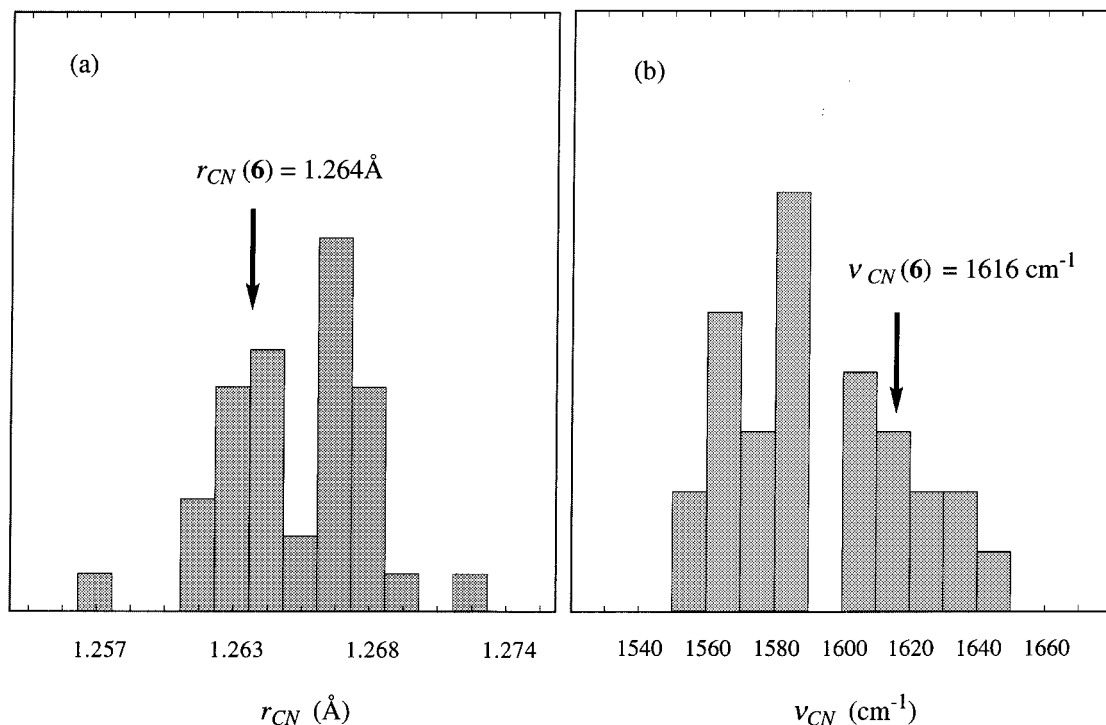 (a)
r_CN (6) = 1.264Å
1.257 1.263 1.268 1.274
r_CN (Å)
(b)
ν_CN (6) = 1616 cm⁻¹
1540 1560 1580 1600 1620 1640 1660
ν_CN (cm⁻¹)